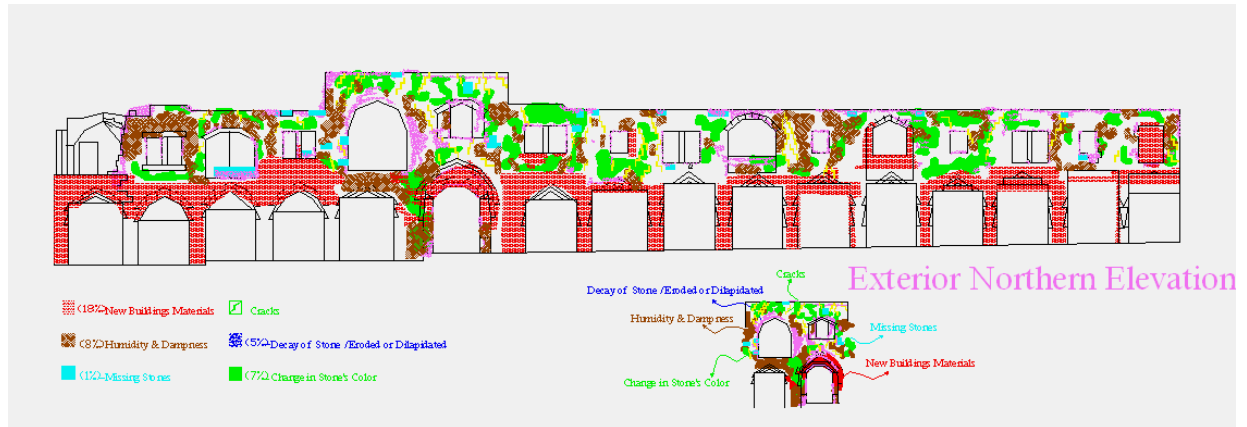 Exterior Northern Elevation
(18%) New Buildings Materials
(8%) Humidity & Dampness
(1%) Missing Stones
Cracks
(5%) Decay of Stone /Eroded or Dilapidated
(7%) Change in Stone's Color
Cracks
Decay of Stone /Eroded or Dilapidated
Humidity & Dampness
Missing Stones
New Buildings Materials
Change in Stone's Color